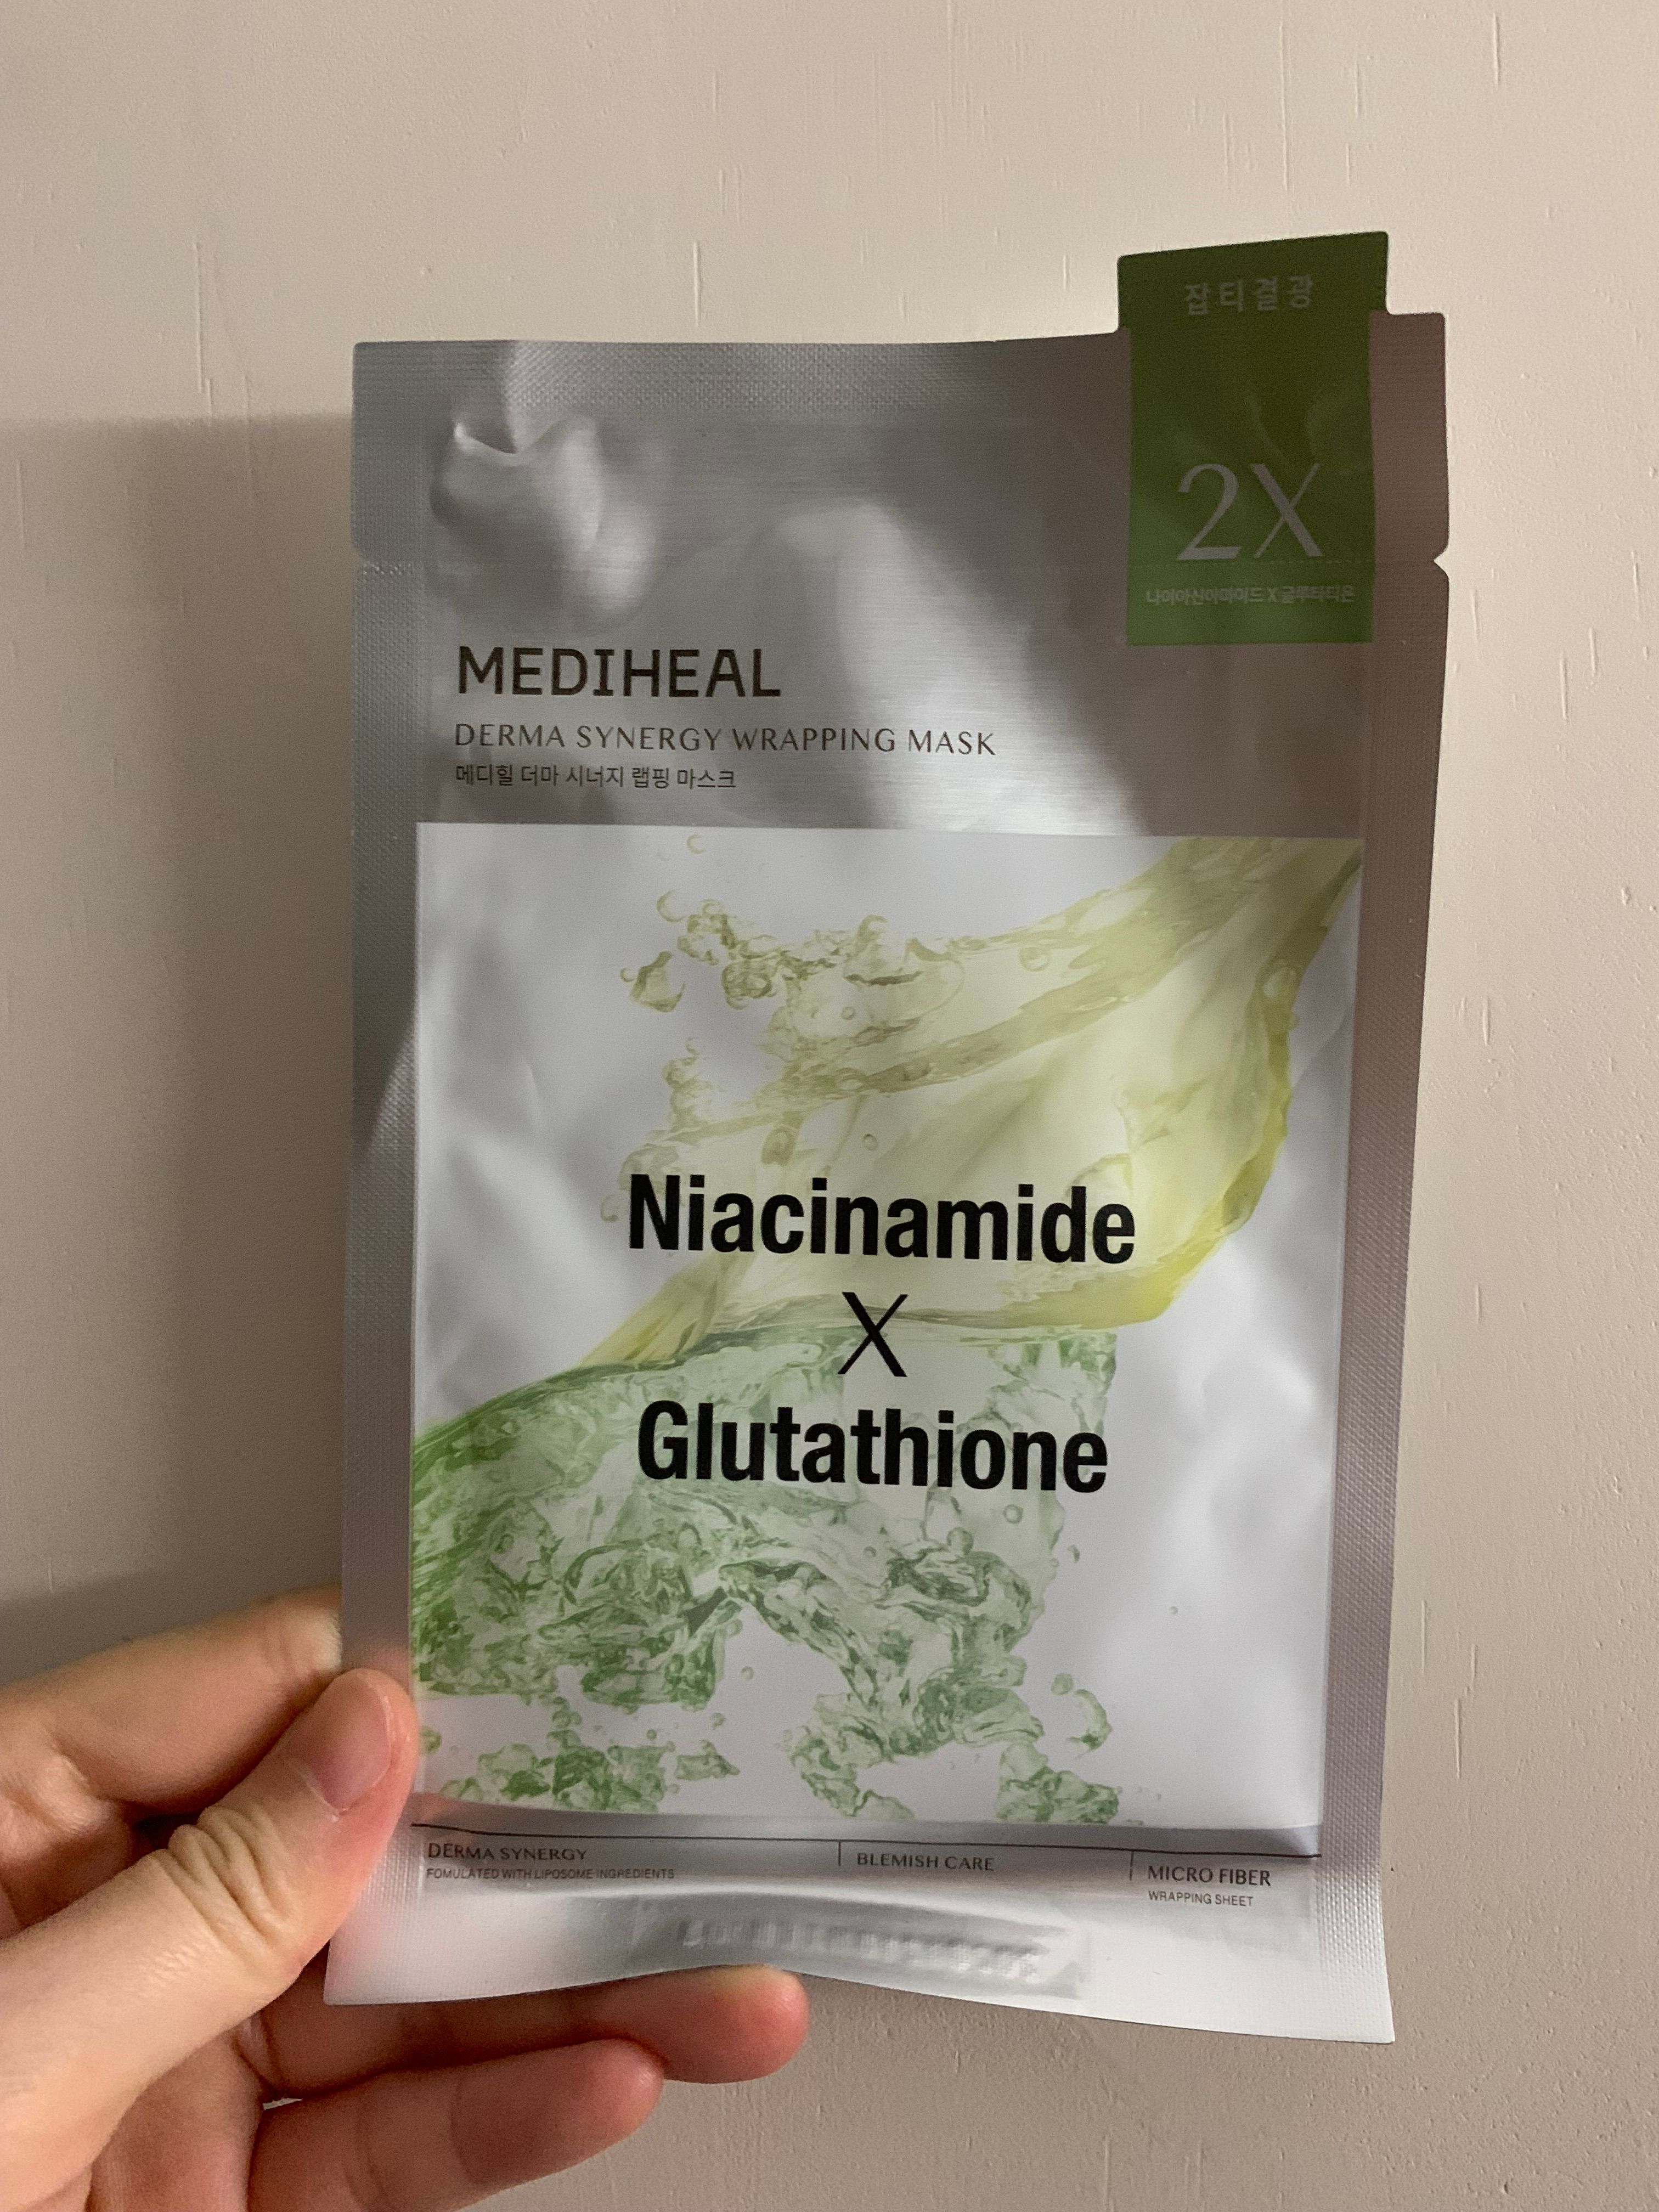 잡티결광
2X
나이아신아마이드 X 글루타티온
MEDIHEAL
DERMA SYNERGY WRAPPING MASK
메디힐 더마 시너지 랩핑 마스크
Niacinamide
X
Glutathione
DERMA SYNERGY
FOMULATED WITH LIPOSOME INGREDIENTS
BLEMISH CARE
MICRO FIBER
WRAPPING SHEET